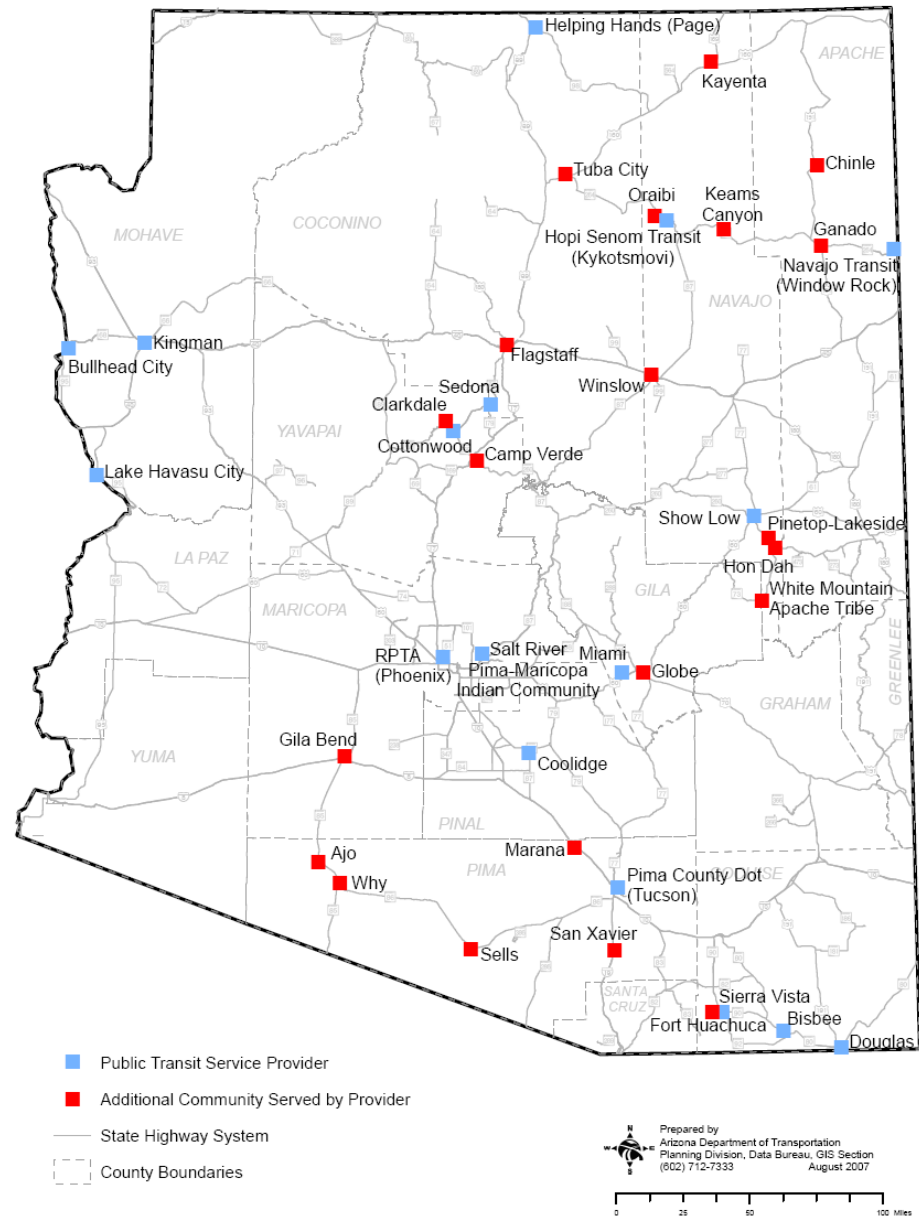 Helping Hands (Page)
APACHE
Kayenta
Chinle
Tuba City
Oraibi
Keams
Canyon
Ganado
MOHAVE
COCONINO
Hopi Senom Transit
(Kykotsmovi)
Navajo Transit
(Window Rock)
NAVAJO
Kingman
Bullhead City
Flagstaff
Winslow
Sedona
Clarkdale
YAVAPAI
Cottonwood
Camp Verde
Lake Havasu City
Show Low
Pinetop-Lakeside
Hon Dah
LA PAZ
GILA
White Mountain
Apache Tribe
MARICOPA
GREENLEE
RPTA
(Phoenix)
Salt River
Pima-Maricopa
Indian Community
Miami
Globe
GRAHAM
Gila Bend
YUMA
Coolidge
PINAL
Marana
Ajo
PIMA
Why
COCHISE
Pima County Dot
(Tucson)
San Xavier
Sells
SANTA
CRUZ
Sierra Vista
Fort Huachuca
Bisbee
Douglas
Public Transit Service Provider
Additional Community Served by Provider
State Highway System
County Boundaries
N
W
E
S
Prepared by
Arizona Department of Transportation
Planning Division, Data Bureau, GIS Section
(602) 712-7333 August 2007
0 25 50 100 Miles